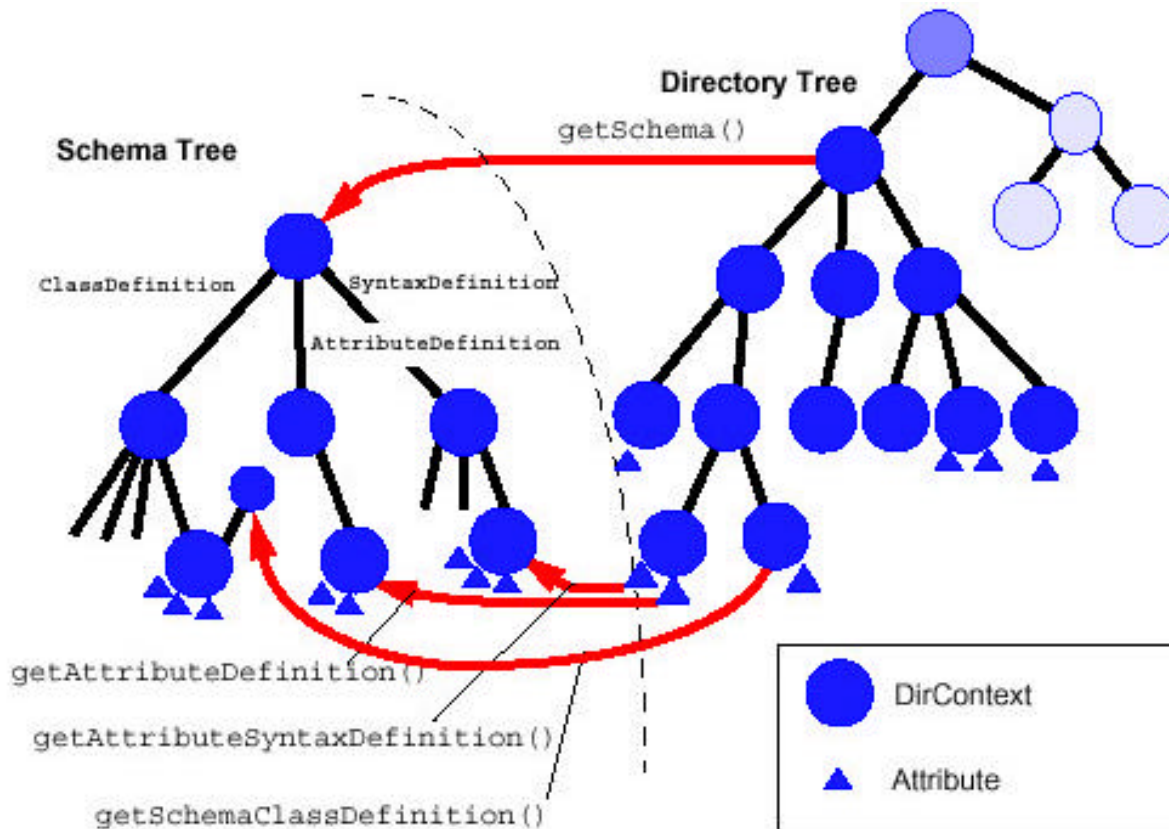 Directory Tree
getSchema()
Schema Tree
ClassDefinition
SyntaxDefinition
AttributeDefinition
getAttributeDefinition()
getAttributeSyntaxDefinition()
getSchemaClassDefinition()
DirContext
Attribute